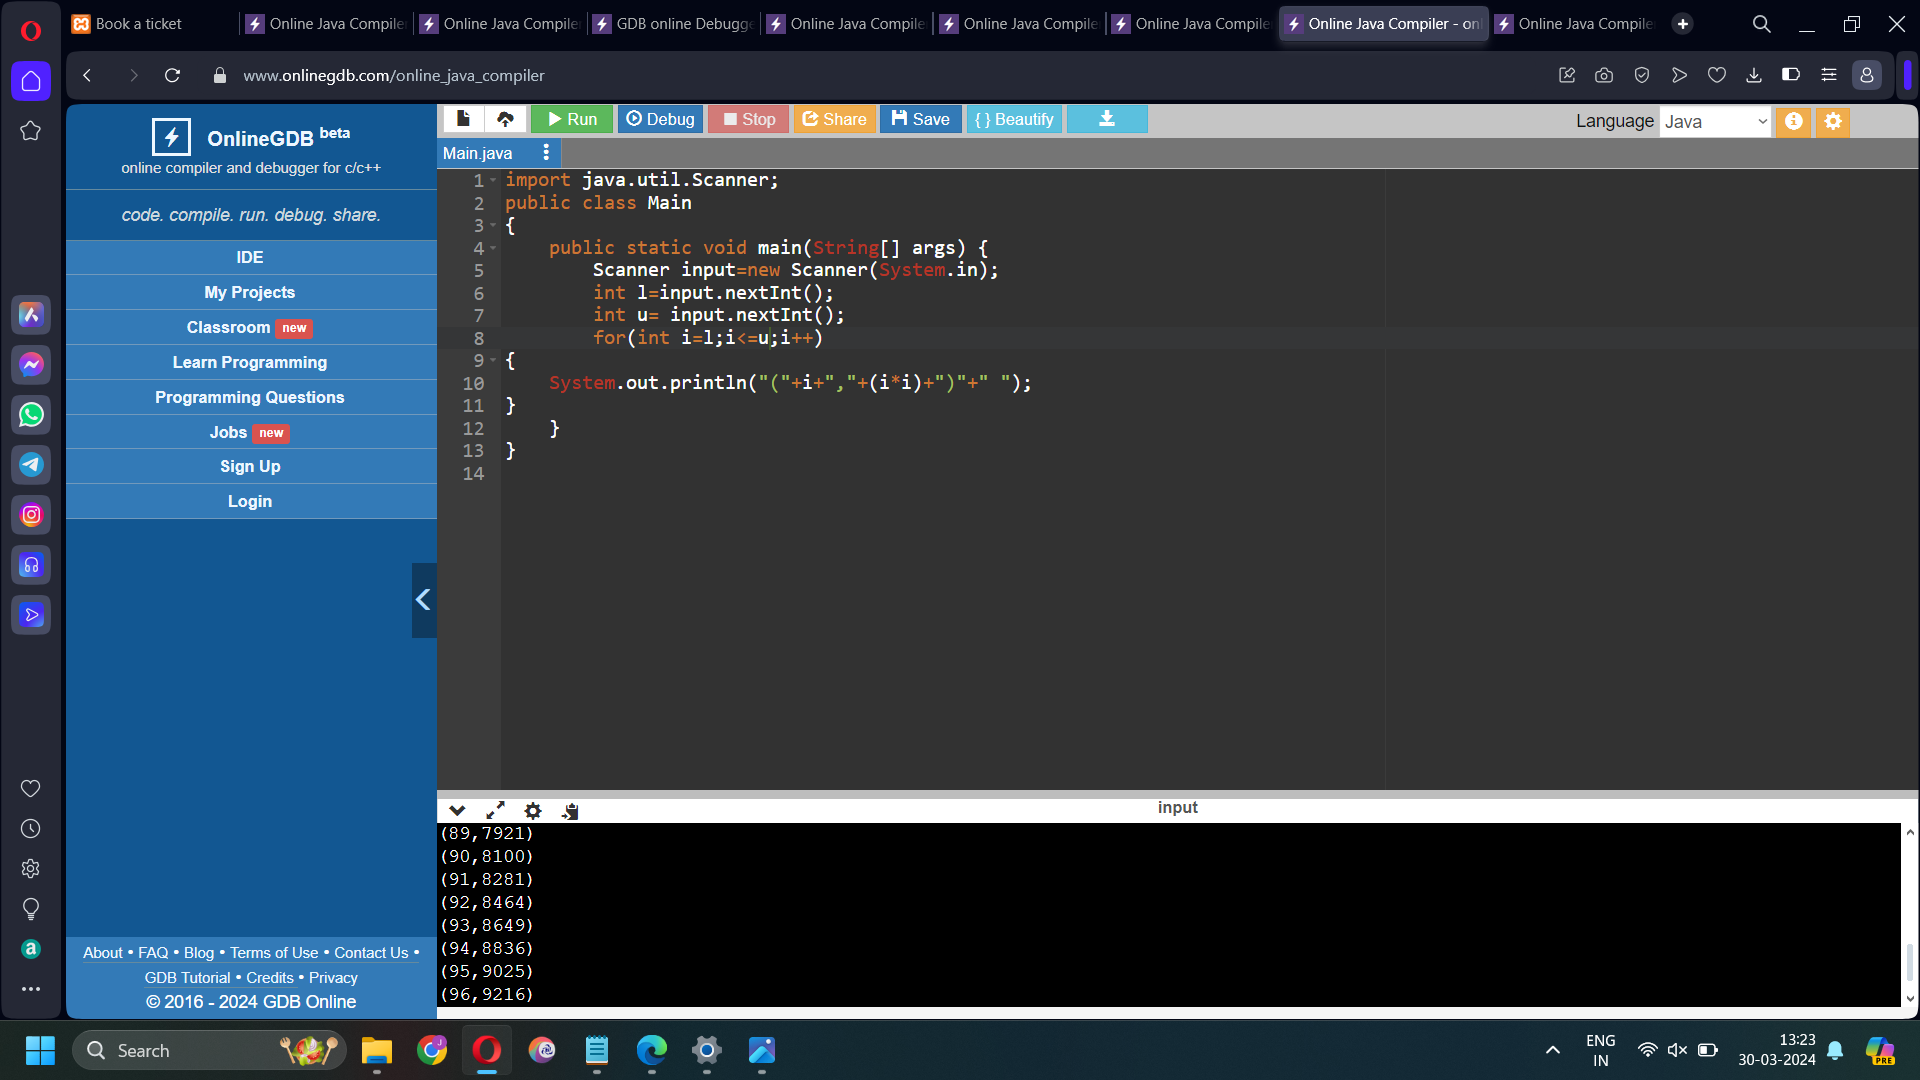 Book a ticket
Online Java Compile
Online Java Compile
GDB online Debugge
Online Java Compile
Online Java Compile
Online Java Compile
Online Java Compiler - on
Online Java Compile
www.onlinegdb.com/online_java_compiler
OnlineGDB beta
online compiler and debugger for c/c++
code. compile. run. debug. share.
IDE
My Projects
Classroom new
Learn Programming
Programming Questions
Jobs new
Sign Up
Login
About • FAQ • Blog • Terms of Use • Contact Us •
GDB Tutorial • Credits • Privacy
© 2016 - 2024 GDB Online
Run
Debug
Stop
Share
Save
{ } Beautify
Language Java
Main.java
1 import java.util.Scanner;
2 public class Main
3 {
4     public static void main(String[] args) {
5         Scanner input=new Scanner(System.in);
6         int l=input.nextInt();
7         int u= input.nextInt();
8         for(int i=l;i<=u;i++)
9 {
10     System.out.println("("+i+","+(i*i)+")"+" ");
11 }
12     }
13 }
14
input
(89,7921)
(90,8100)
(91,8281)
(92,8464)
(93,8649)
(94,8836)
(95,9025)
(96,9216)
Search
ENG
IN
13:23
30-03-2024
PRE